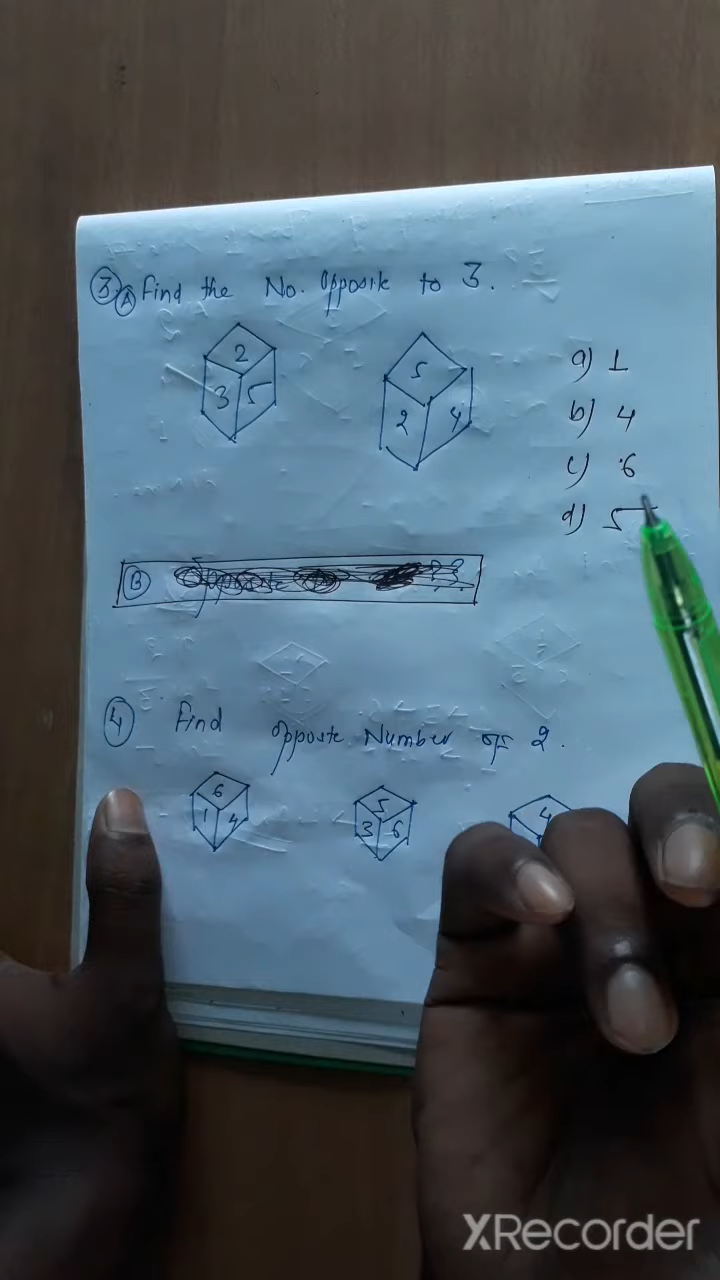 3 A Find the No. Opposite to 3.
2
3 5
5
2 4
a) 1
b) 4
c) 6
d) 5
B
4 Find opposite Number of 2.
6
1 4
5
3 6
4
XRecorder